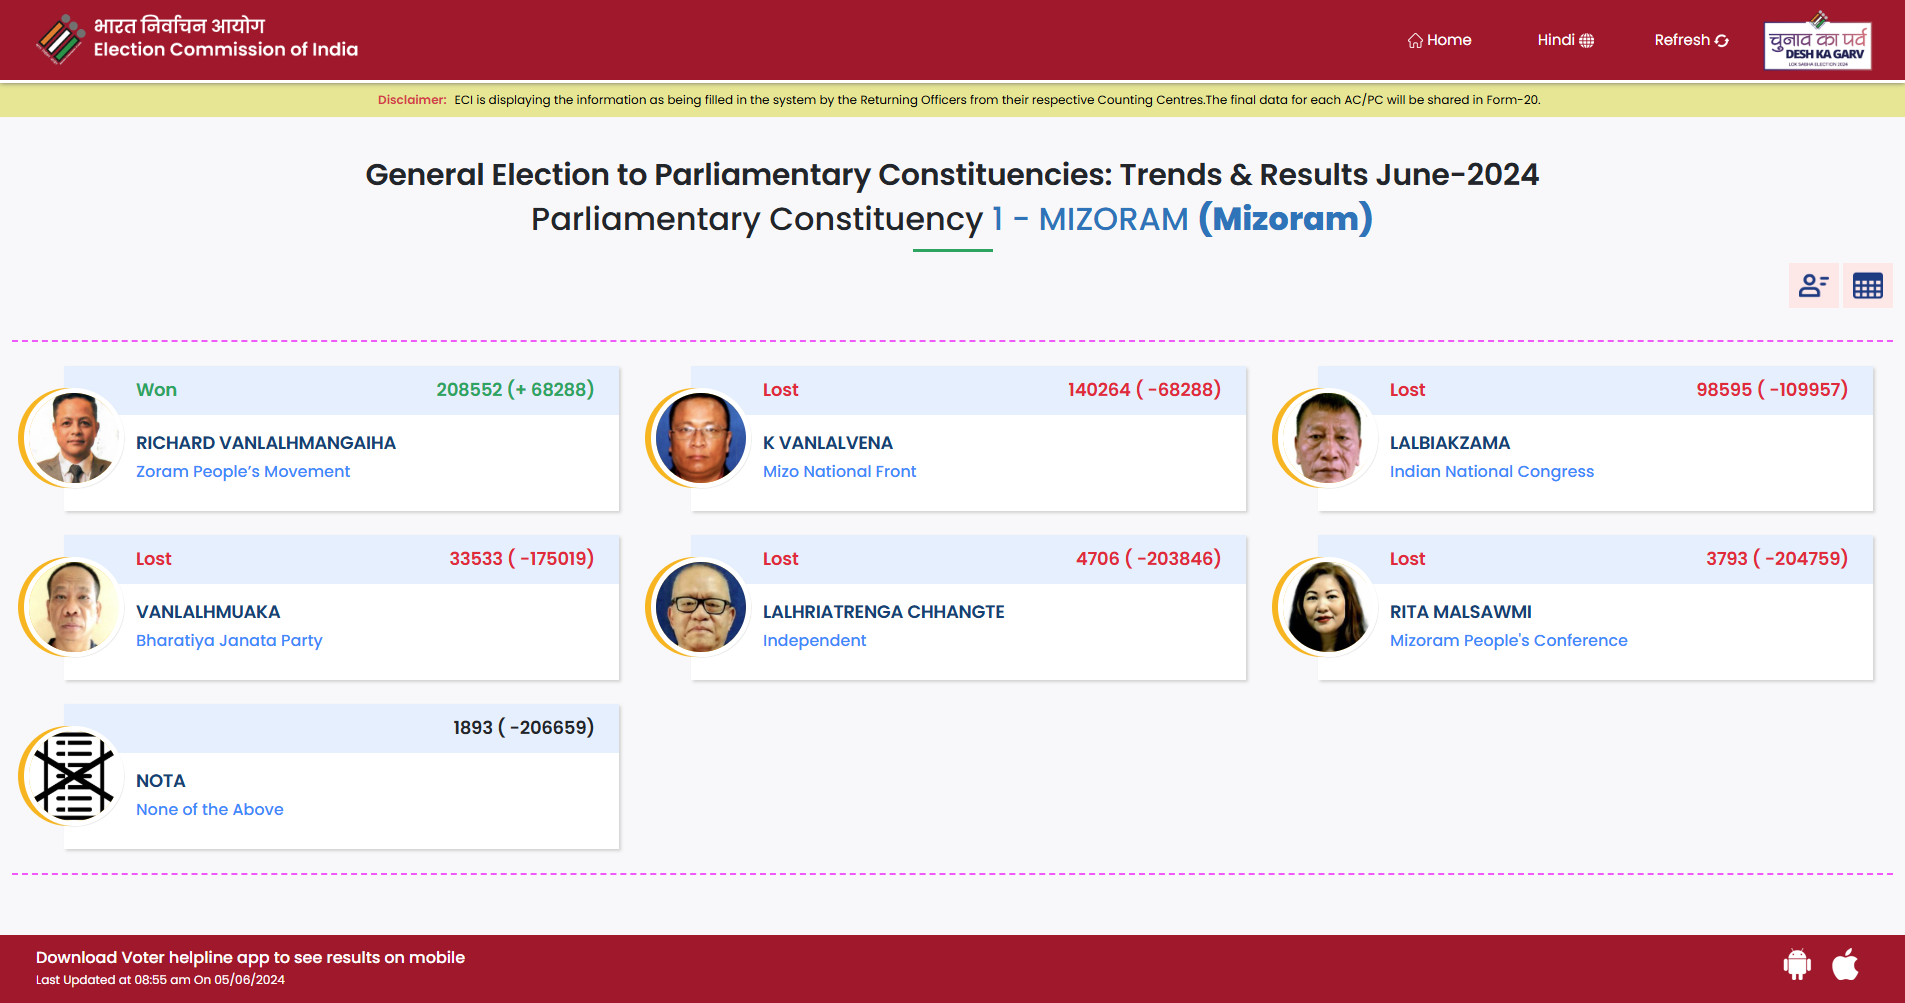 भारत निर्वाचन आयोग
Election Commission of India
Home
Hindi
Refresh
चुनाव का पर्व
DESH KA GARV
LOK SABHA ELECTION 2024
Disclaimer: ECI is displaying the information as being filled in the system by the Returning Officers from their respective Counting Centres.The final data for each AC/PC will be shared in Form-20.
General Election to Parliamentary Constituencies: Trends & Results June-2024
Parliamentary Constituency 1 - MIZORAM (Mizoram)
Won 208552 (+ 68288)
RICHARD VANLALHMANGAIHA
Zoram People’s Movement
Lost 140264 ( -68288)
K VANLALVENA
Mizo National Front
Lost 98595 ( -109957)
LALBIAKZAMA
Indian National Congress
Lost 33533 ( -175019)
VANLALHMUAKA
Bharatiya Janata Party
Lost 4706 ( -203846)
LALHRIATRENGA CHHANGTE
Independent
Lost 3793 ( -204759)
RITA MALSAWMI
Mizoram People's Conference
1893 ( -206659)
NOTA
None of the Above
Download Voter helpline app to see results on mobile
Last Updated at 08:55 am On 05/06/2024